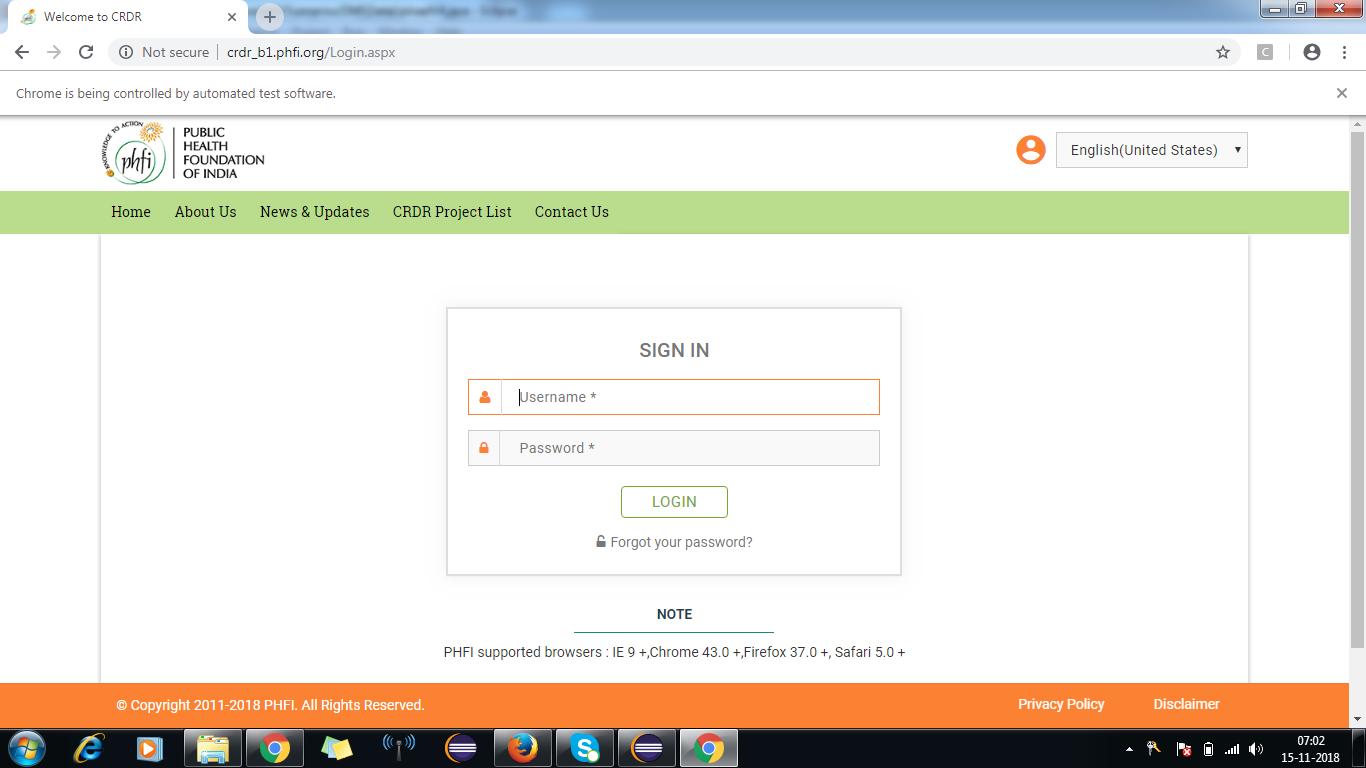 Welcome to CRDR
Not secure crdr_b1.phfi.org/Login.aspx
C
Chrome is being controlled by automated test software.
KNOWLEDGE TO ACTION
phfi
PUBLIC
HEALTH
FOUNDATION
OF INDIA
English(United States)
Home About Us News & Updates CRDR Project List Contact Us
SIGN IN
Username *
Password *
LOGIN
Forgot your password?
NOTE
PHFI supported browsers : IE 9 +,Chrome 43.0 +,Firefox 37.0 +, Safari 5.0 +
© Copyright 2011-2018 PHFI. All Rights Reserved. Privacy Policy Disclaimer
07:02
15-11-2018